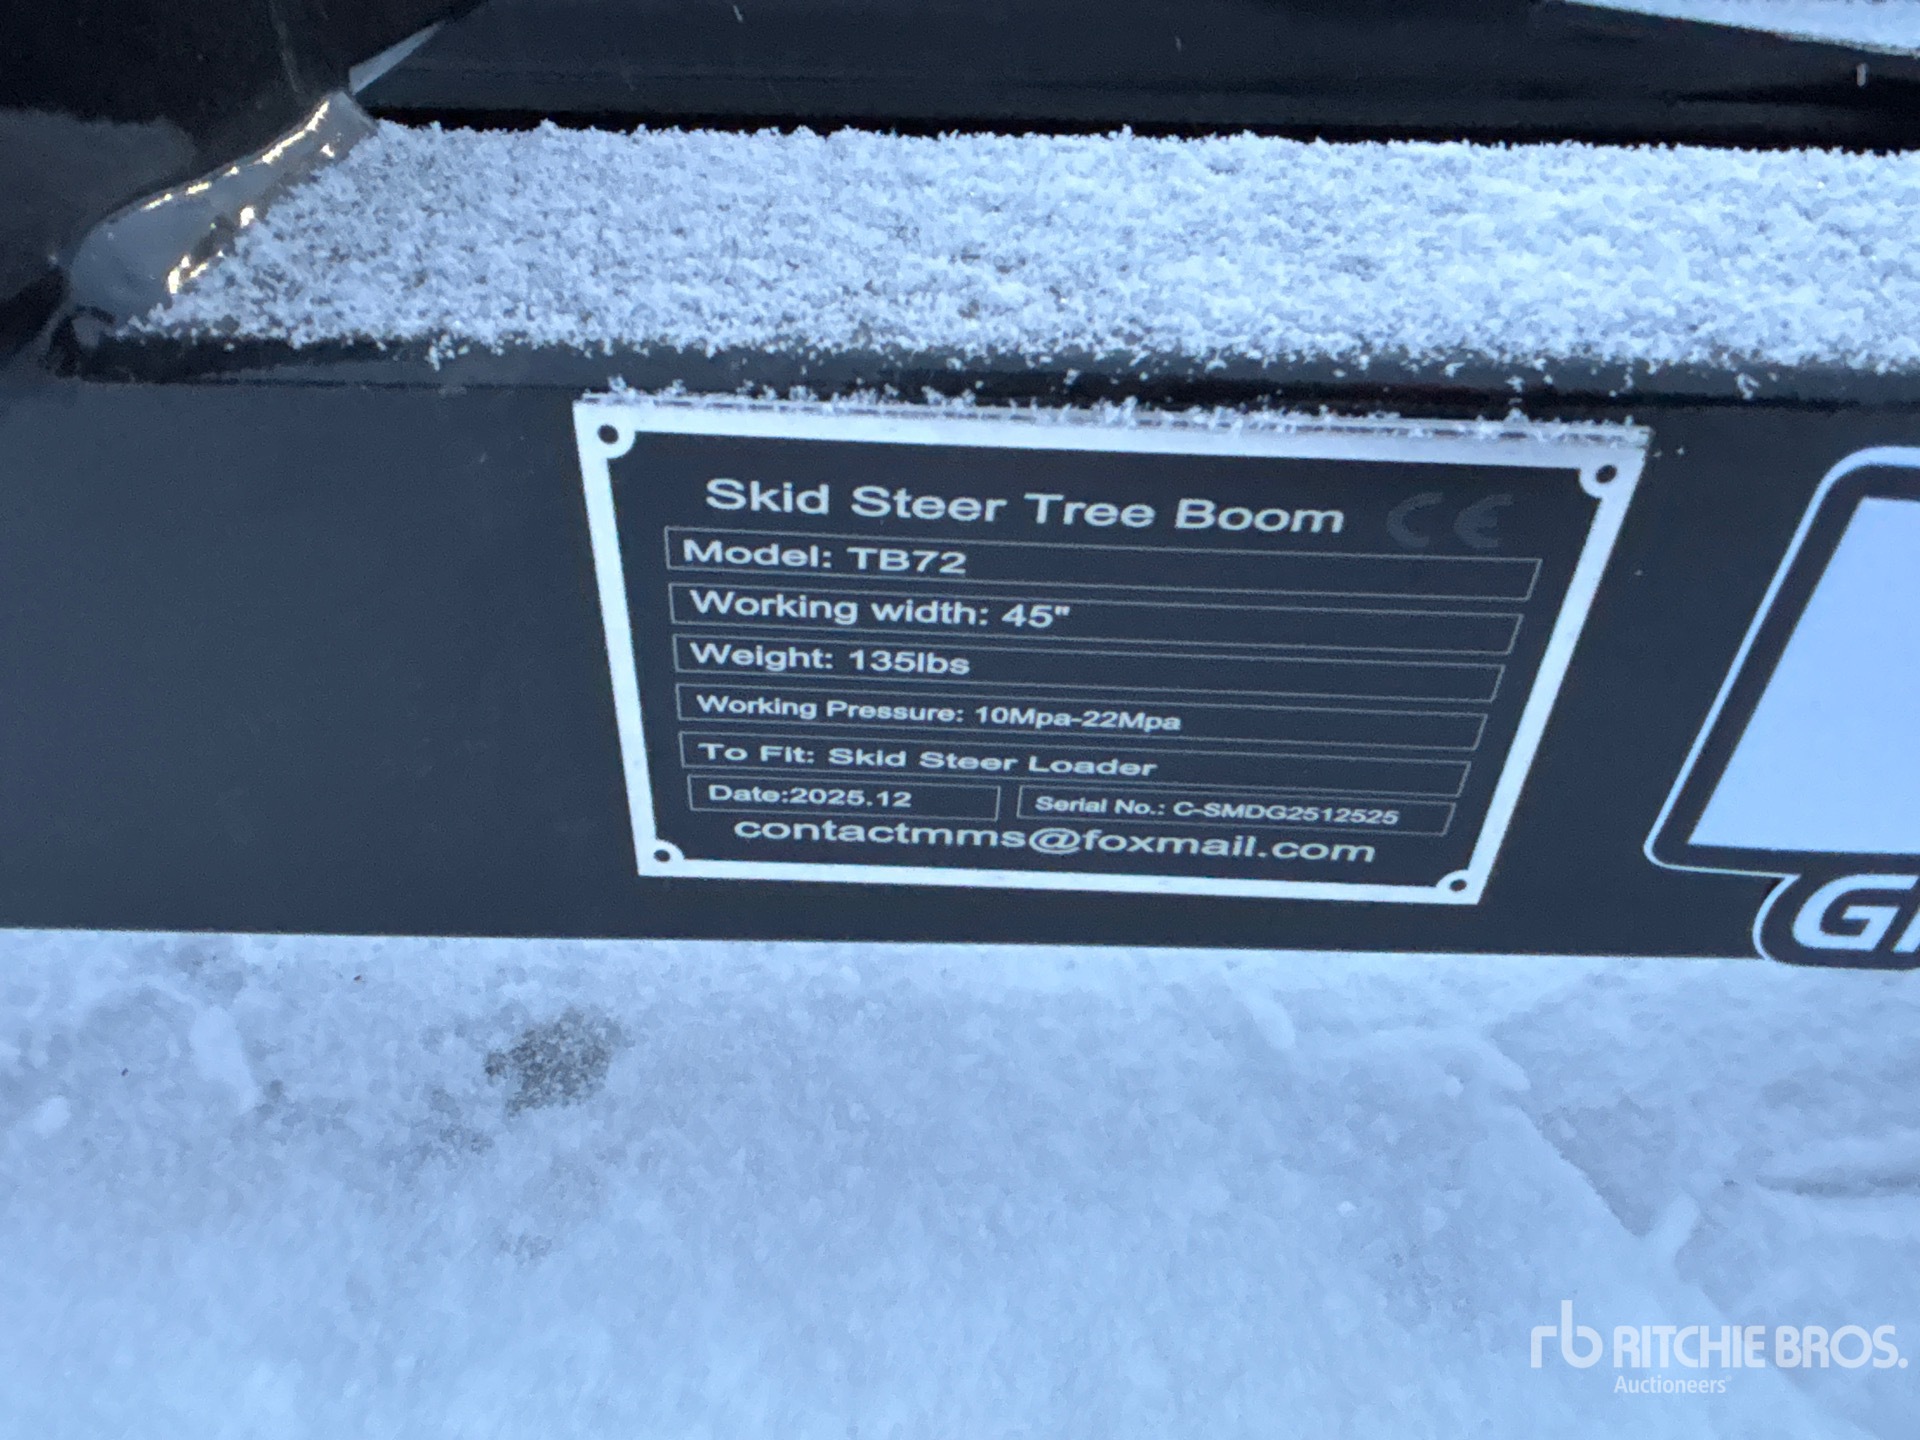 Skid Steer Tree Boom CE
Model: TB72
Working width: 45"
Weight: 135lbs
Working Pressure: 10Mpa-22Mpa
To Fit: Skid Steer Loader
Date:2025.12 Serial No.: C-SMDG2512525
contactmms@foxmail.com
rb RITCHIE BROS.
Auctioneers